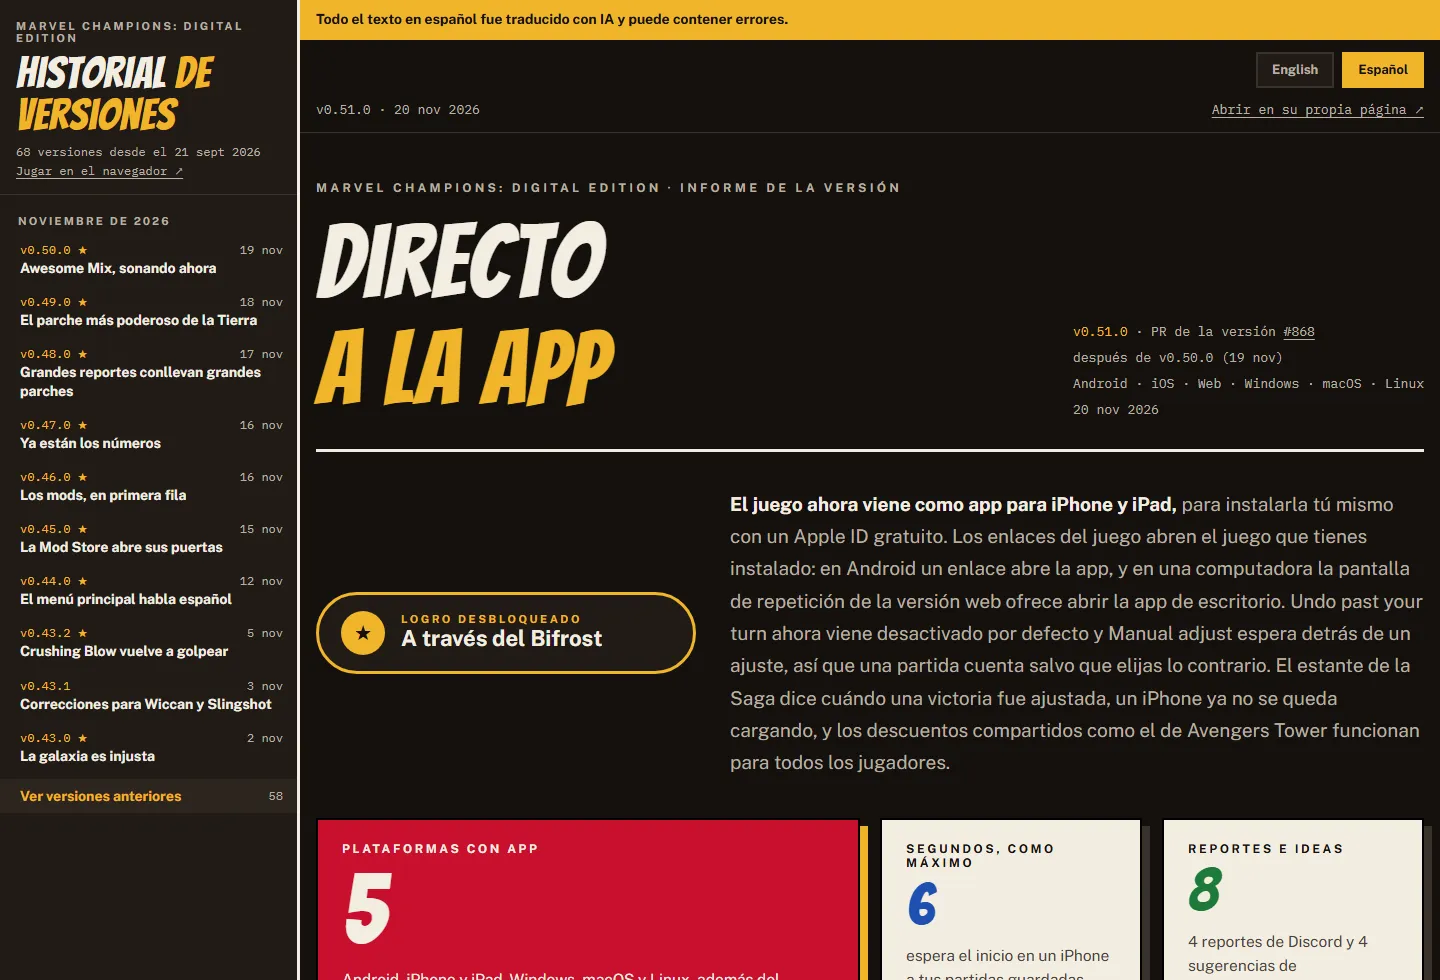 MARVEL CHAMPIONS: DIGITAL
EDITION
HISTORIAL DE
VERSIONES
68 versiones desde el 21 sept 2026
Jugar en el navegador ↗
NOVIEMBRE DE 2026
v0.50.0 ★ 19 nov
Awesome Mix, sonando ahora
v0.49.0 ★ 18 nov
El parche más poderoso de la Tierra
v0.48.0 ★ 17 nov
Grandes reportes conllevan grandes
parches
v0.47.0 ★ 16 nov
Ya están los números
v0.46.0 ★ 16 nov
Los mods, en primera fila
v0.45.0 ★ 15 nov
La Mod Store abre sus puertas
v0.44.0 ★ 12 nov
El menú principal habla español
v0.43.2 ★ 5 nov
Crushing Blow vuelve a golpear
v0.43.1 3 nov
Correcciones para Wiccan y Slingshot
v0.43.0 ★ 2 nov
La galaxia es injusta
Ver versiones anteriores 58
Todo el texto en español fue traducido con IA y puede contener errores.
English Español
v0.51.0 · 20 nov 2026 Abrir en su propia página ↗
MARVEL CHAMPIONS: DIGITAL EDITION · INFORME DE LA VERSIÓN
DIRECTO
A LA APP
v0.51.0 · PR de la versión #868
después de v0.50.0 (19 nov)
Android · iOS · Web · Windows · macOS · Linux
20 nov 2026
★ LOGRO DESBLOQUEADO
A través del Bifrost
El juego ahora viene como app para iPhone y iPad, para instalarla tú mismo
con un Apple ID gratuito. Los enlaces del juego abren el juego que tienes
instalado: en Android un enlace abre la app, y en una computadora la pantalla
de repetición de la versión web ofrece abrir la app de escritorio. Undo past your
turn ahora viene desactivado por defecto y Manual adjust espera detrás de un
ajuste, así que una partida cuenta salvo que elijas lo contrario. El estante de la
Saga dice cuándo una victoria fue ajustada, un iPhone ya no se queda
cargando, y los descuentos compartidos como el de Avengers Tower funcionan
para todos los jugadores.
PLATAFORMAS CON APP
5
Android, iPhone y iPad, Windows, macOS y Linux, además del
SEGUNDOS, COMO
MÁXIMO
6
espera el inicio en un iPhone
a tus partidas guardadas
REPORTES E IDEAS
8
4 reportes de Discord y 4
sugerencias de